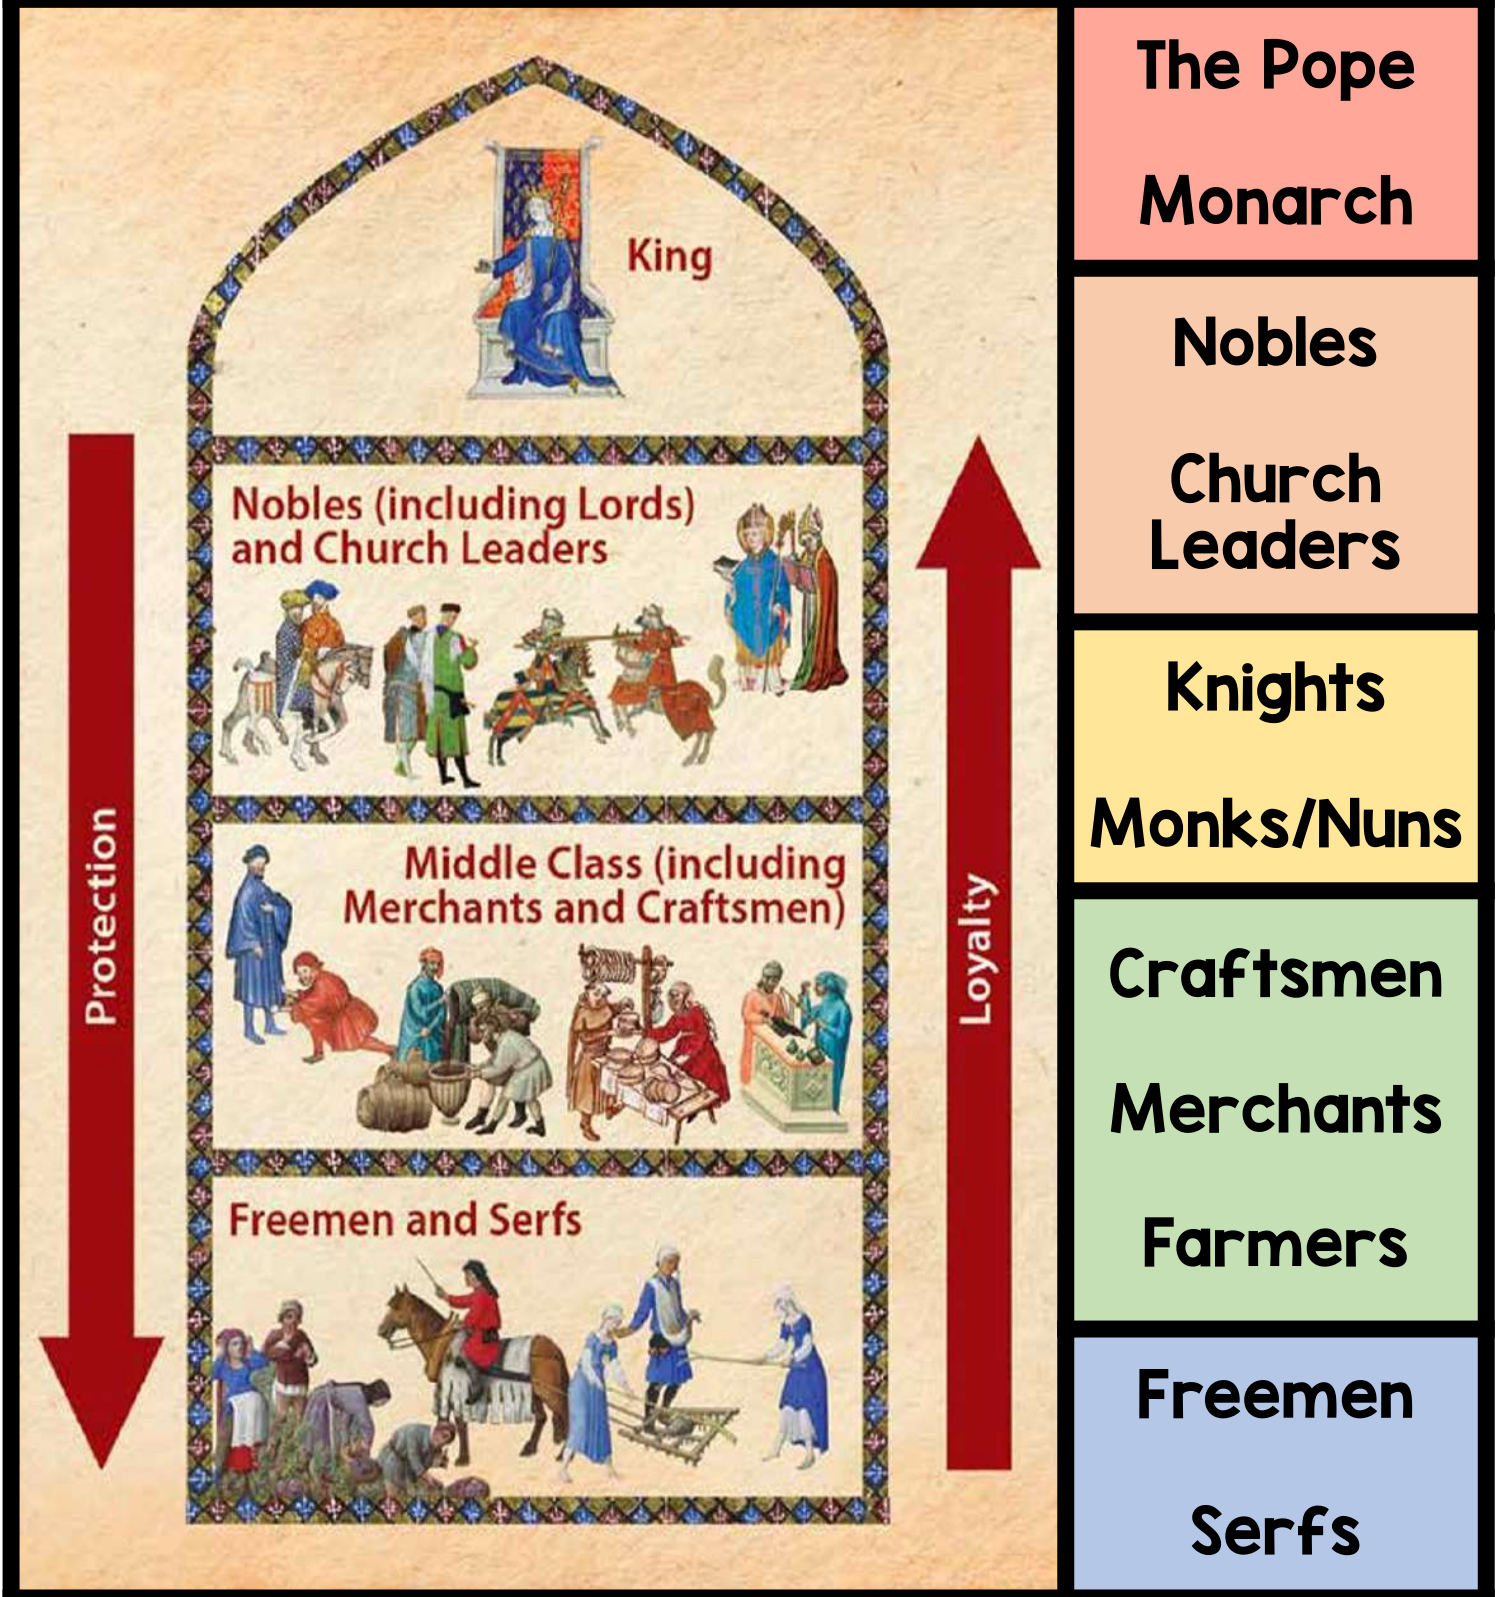 King
Nobles (including Lords)
and Church Leaders
Middle Class (including
Merchants and Craftsmen)
Freemen and Serfs
Protection
Loyalty
The Pope
Monarch
Nobles
Church
Leaders
Knights
Monks/Nuns
Craftsmen
Merchants
Farmers
Freemen
Serfs